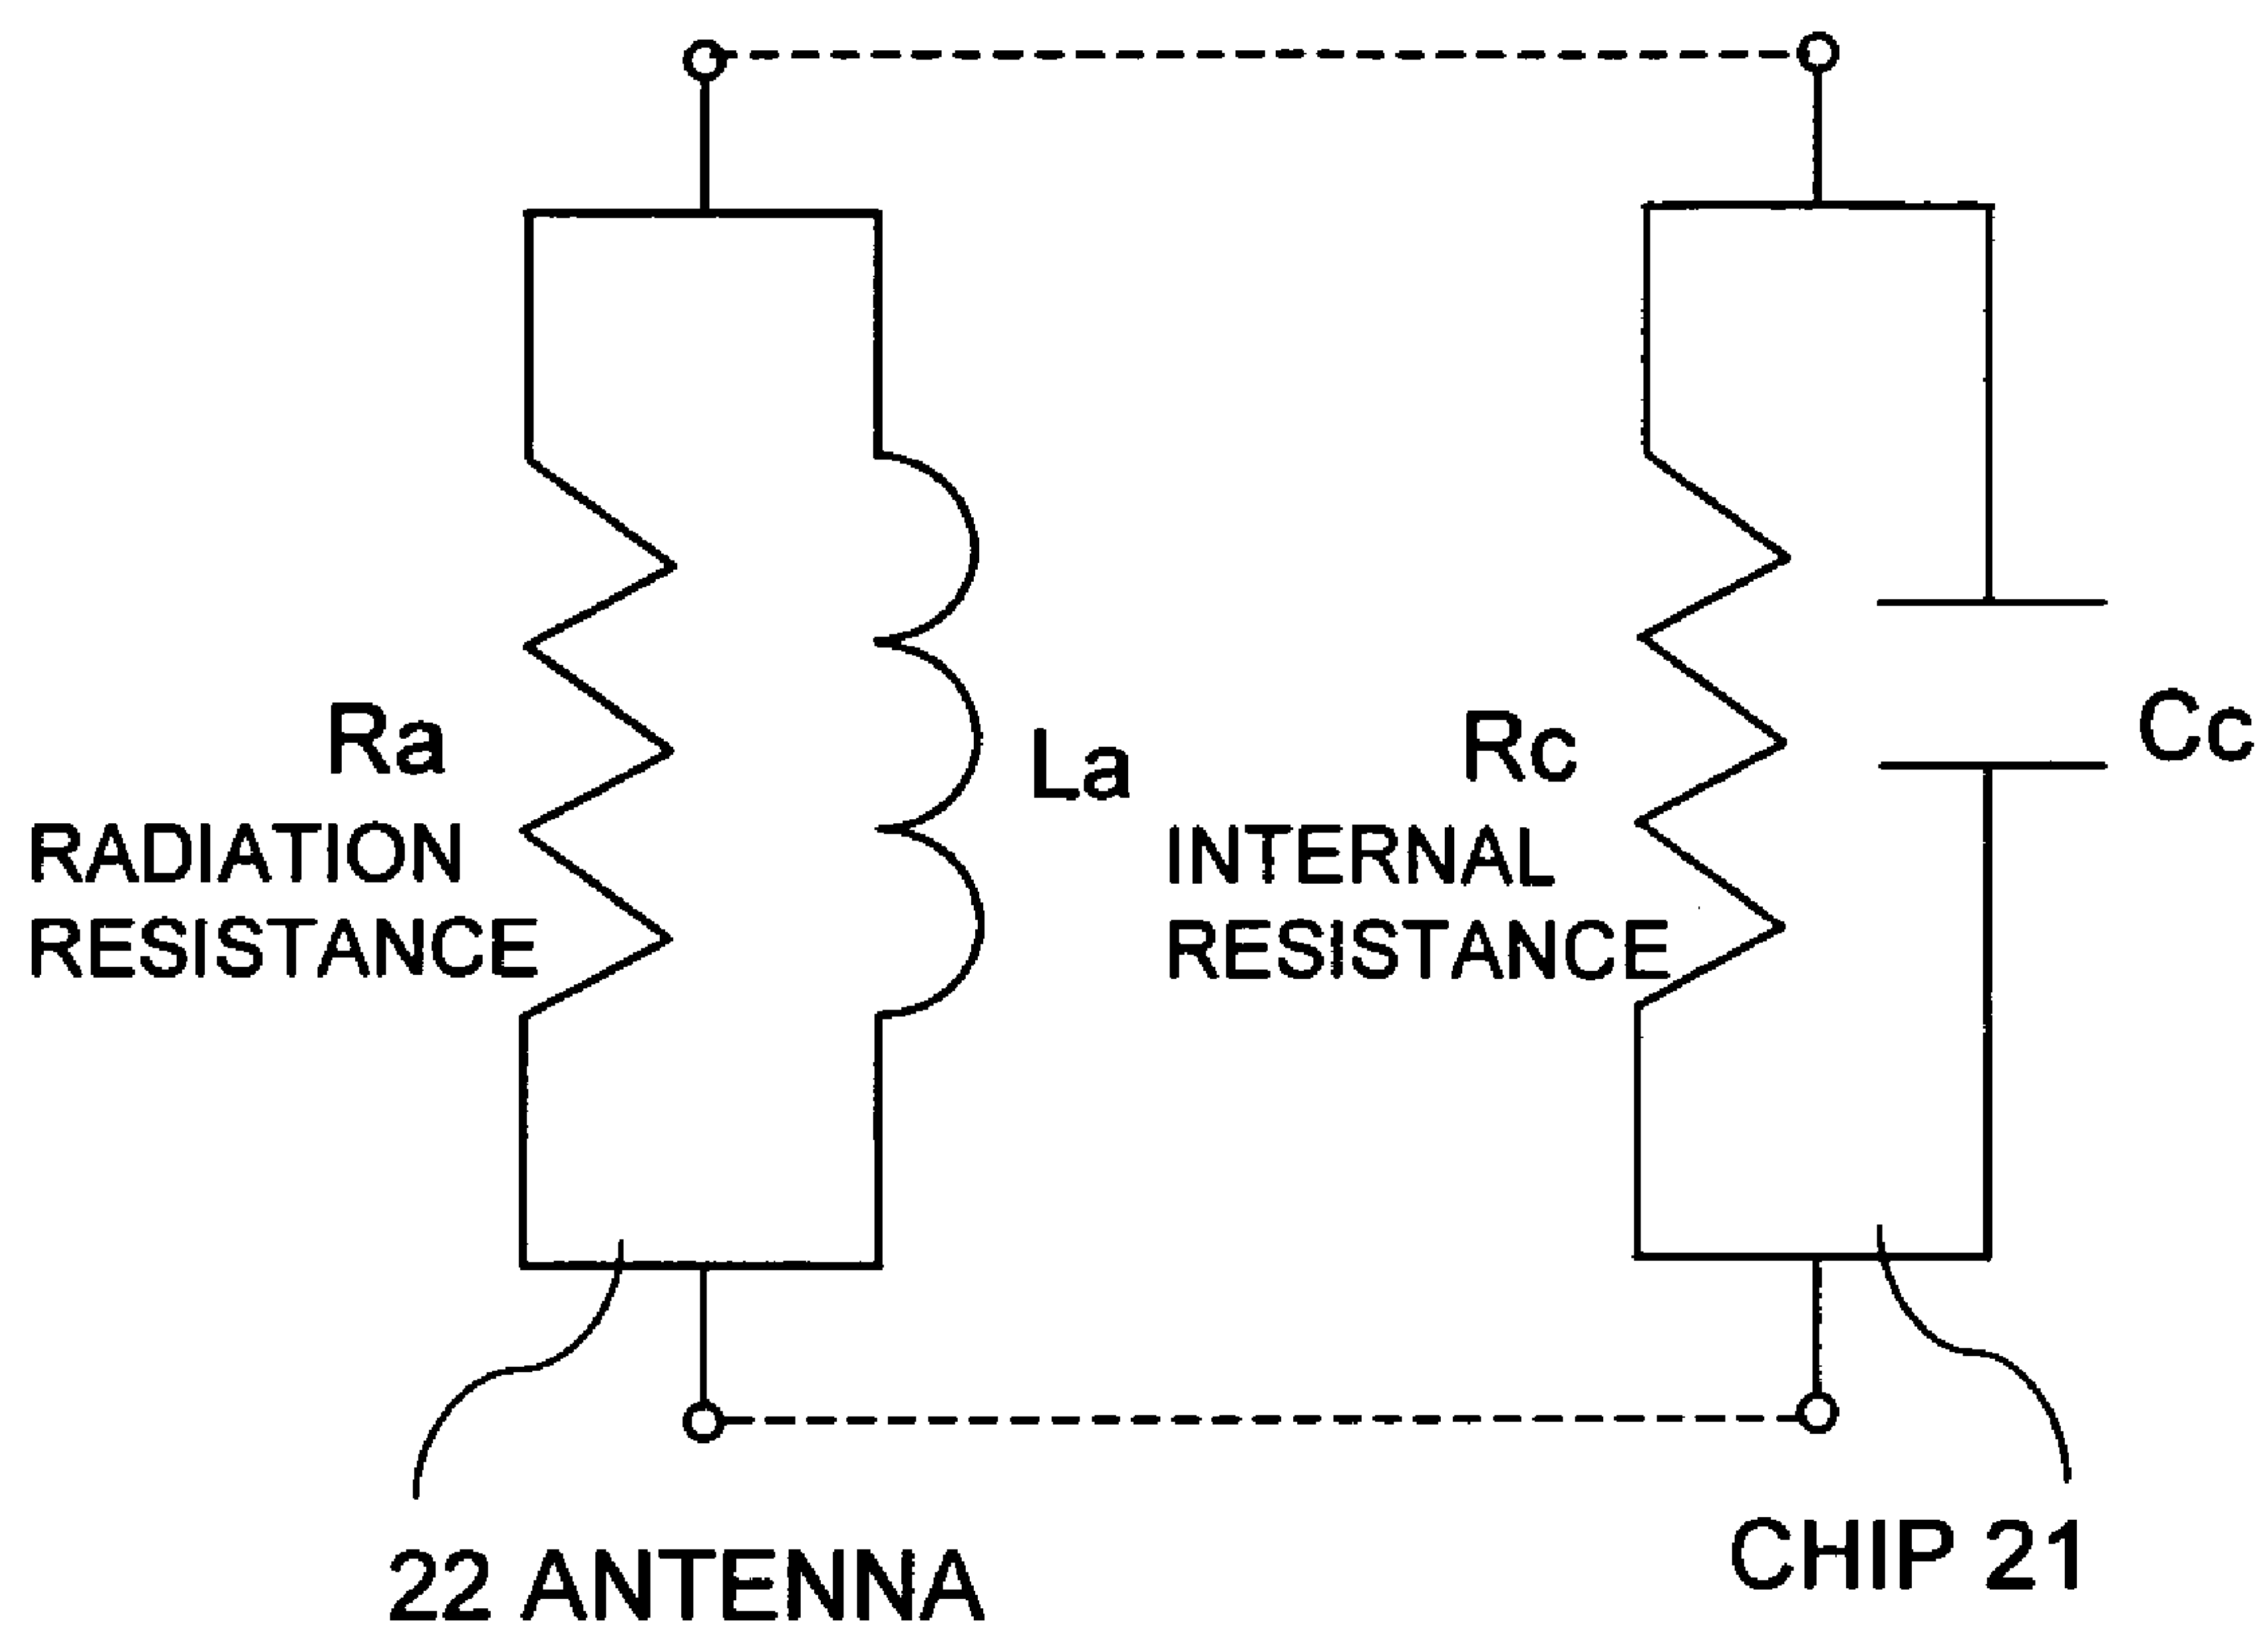 Ra
RADIATION
RESISTANCE
La
Rc
INTERNAL
RESISTANCE
Cc
22 ANTENNA
CHIP 21